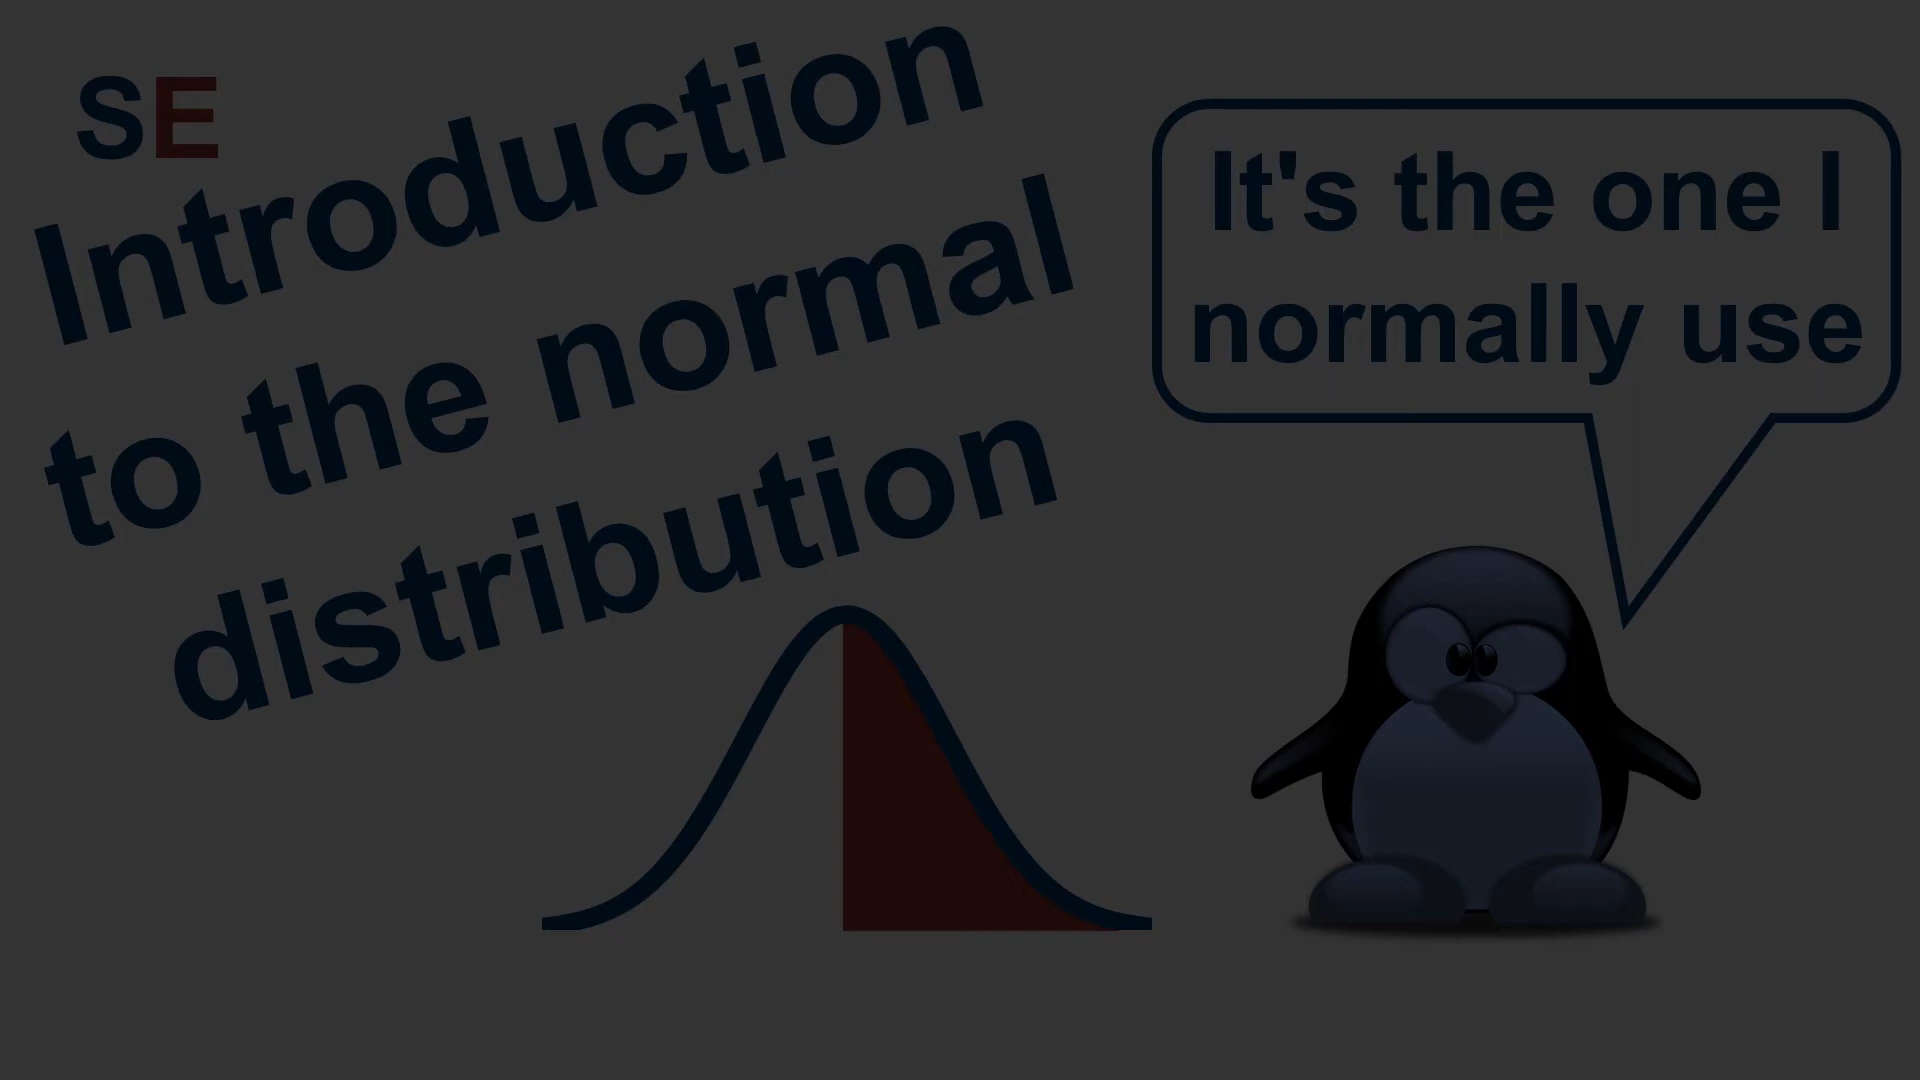 SE
Introduction
to the normal
distribution
It's the one I
normally use